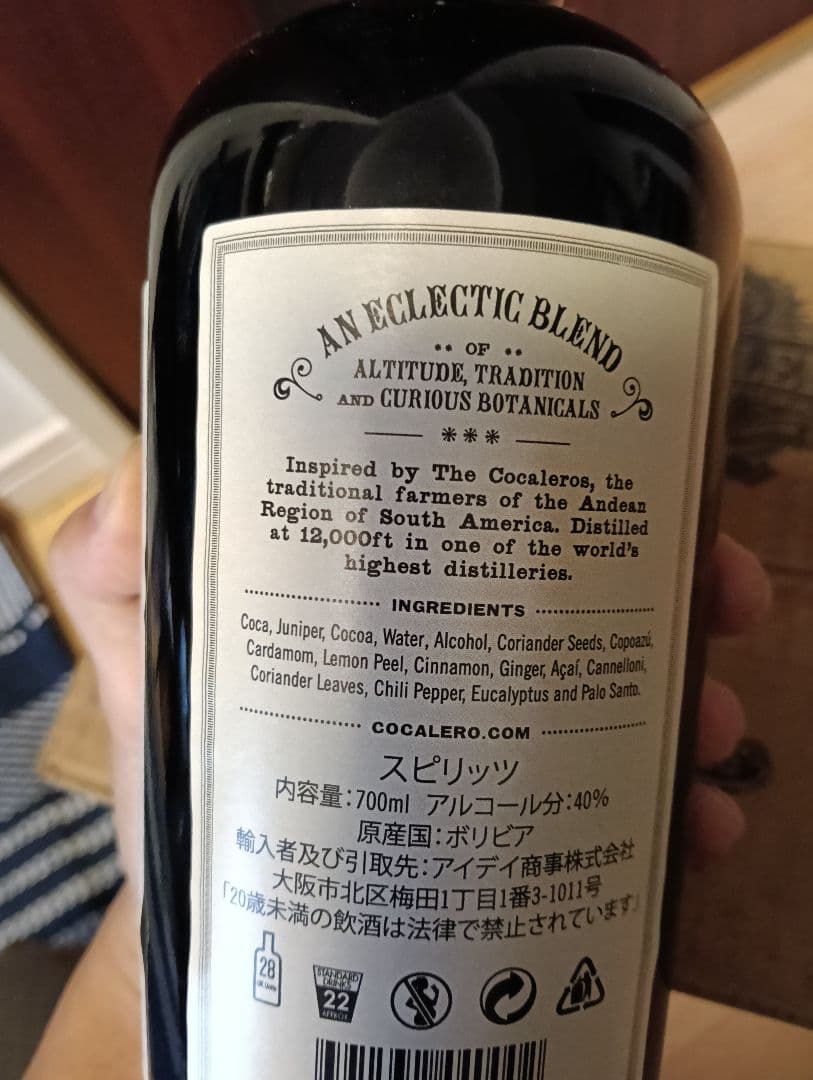 AN ECLECTIC BLEND
OF
ALTITUDE, TRADITION
AND CURIOUS BOTANICALS
Inspired by The Cocaleros, the
traditional farmers of the Andean
Region of South America. Distilled
at 12,000ft in one of the world's
highest distilleries.
INGREDIENTS
Coca, Juniper, Cocoa, Water, Alcohol, Coriander Seeds, Copoazú,
Cardamom, Lemon Peel, Cinnamon, Ginger, Açaí, Cannelloni,
Coriander Leaves, Chili Pepper, Eucalyptus and Palo Santo.
COCALERO.COM
スピリッツ
内容量:700ml アルコール分:40%
原産国:ボリビア
輸入者及び引取先:アイデイ商事株式会社
大阪市北区梅田1丁目1番3-1011号
「20歳未満の飲酒は法律で禁止されています」
28
STANDARD
DRINKS
22
APPROX